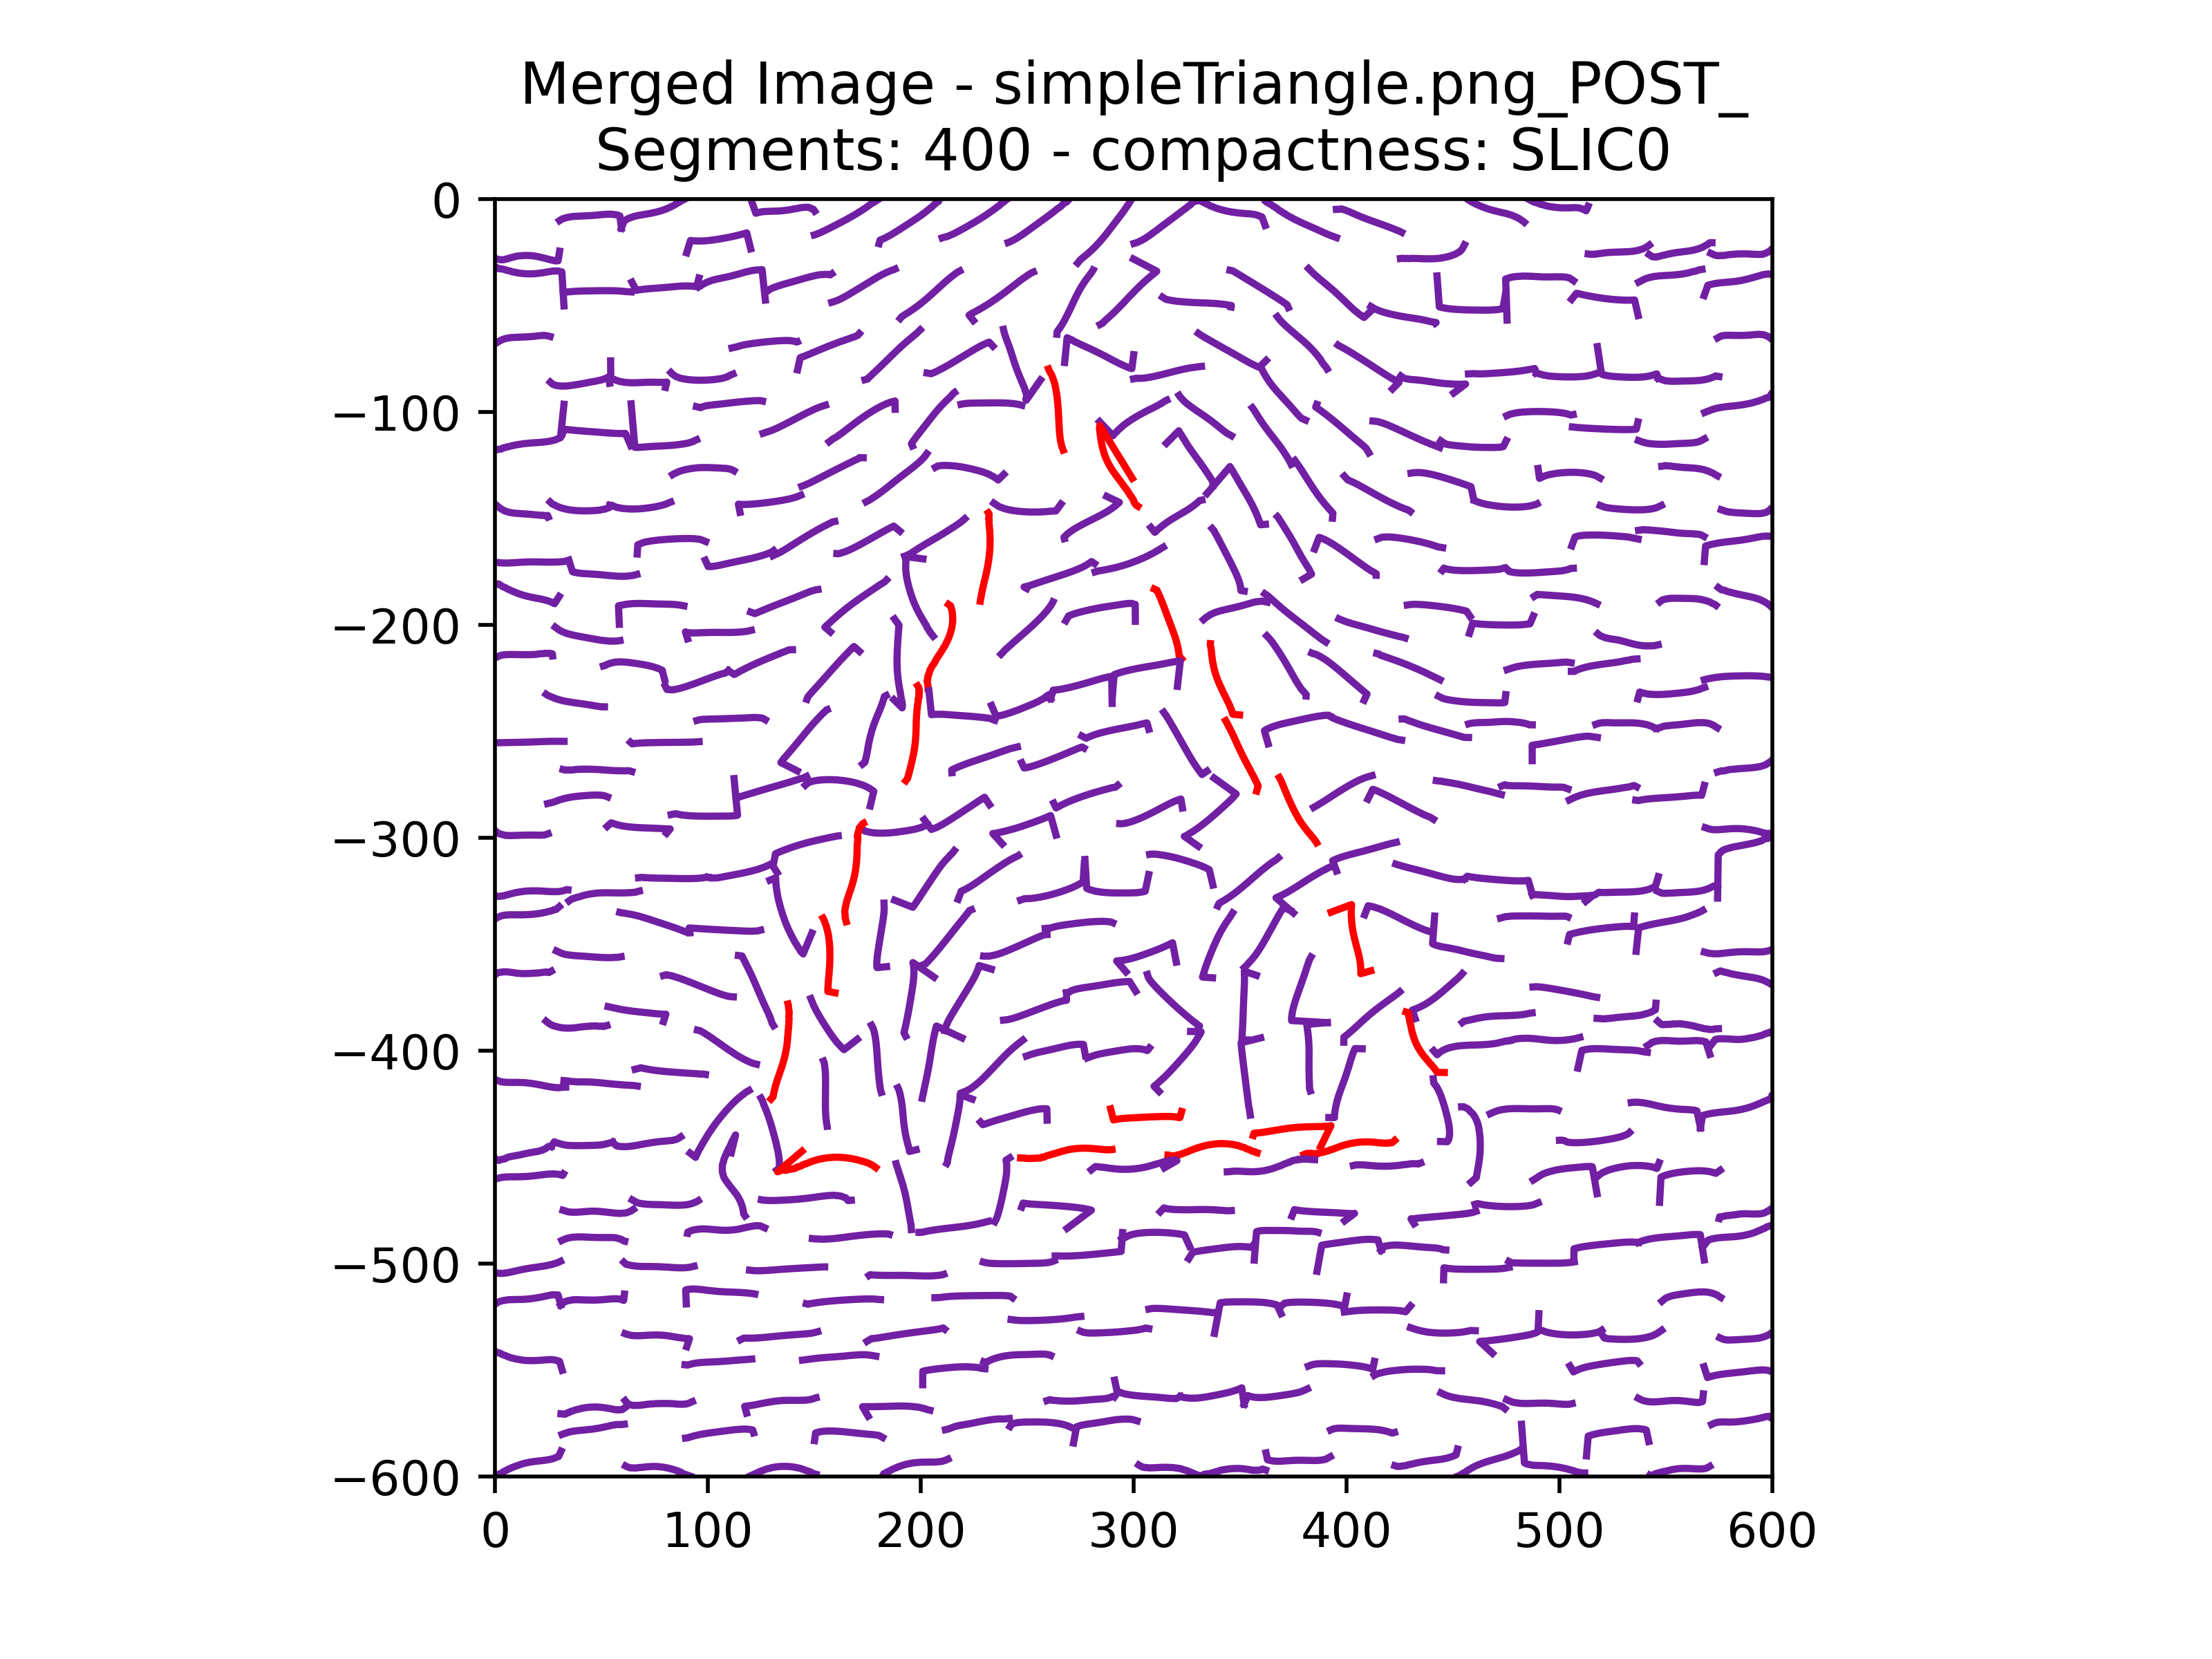 Merged Image - simpleTriangle.png_POST_
Segments: 400 - compactness: SLIC0
0
−100
−200
−300
−400
−500
−600
0 100 200 300 400 500 600